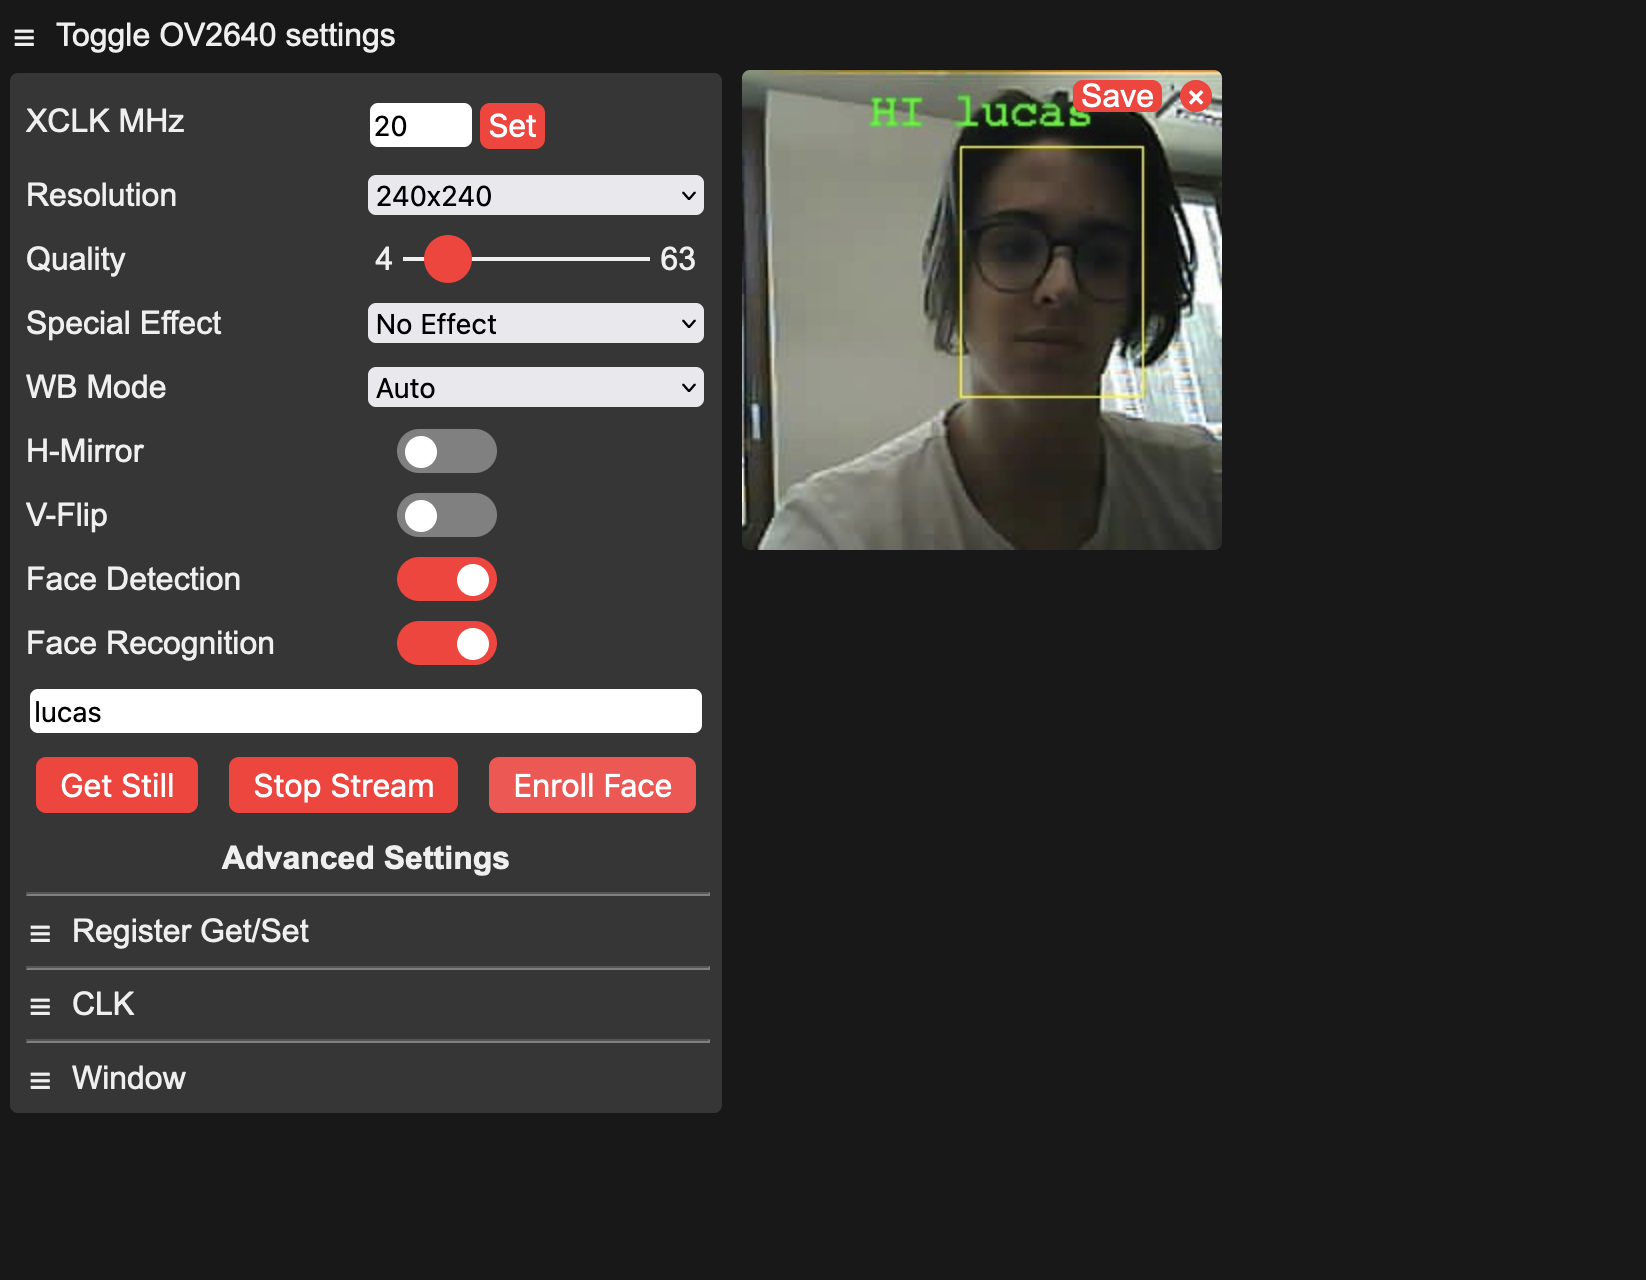 Toggle OV2640 settings
XCLK MHz 20 Set
Resolution 240x240
Quality 4 63
Special Effect No Effect
WB Mode Auto
H-Mirror
V-Flip
Face Detection
Face Recognition
lucas
Get Still Stop Stream Enroll Face
Advanced Settings
Register Get/Set
CLK
Window
Save ×
HI lucas